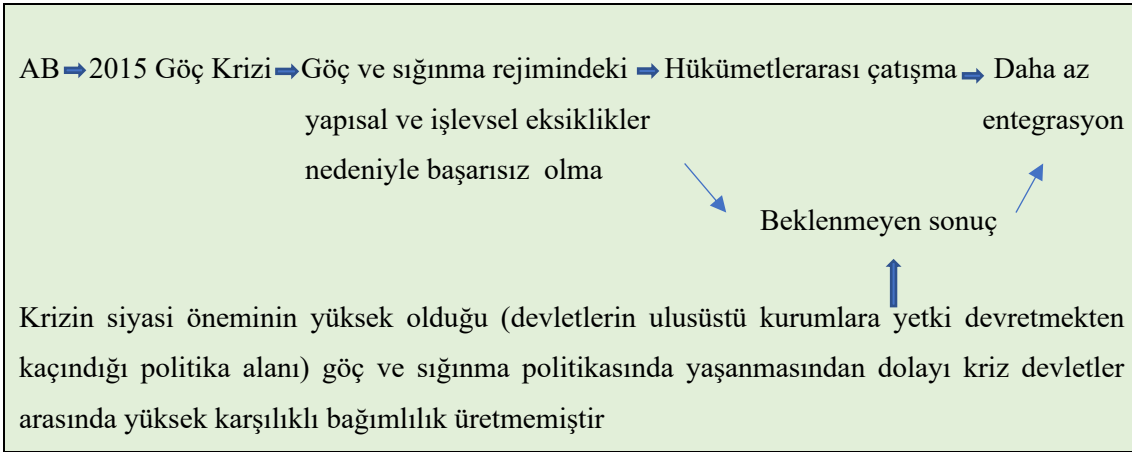 AB 2015 Göç Krizi Göç ve sığınma rejimindeki Hükümetlerarası çatışma Daha az
yapısal ve işlevsel eksiklikler entegrasyon
nedeniyle başarısız olma
Beklenmeyen sonuç
Krizin siyasi öneminin yüksek olduğu (devletlerin ulusüstü kurumlara yetki devretmekten
kaçındığı politika alanı) göç ve sığınma politikasında yaşanmasından dolayı kriz devletler
arasında yüksek karşılıklı bağımlılık üretmemiştir